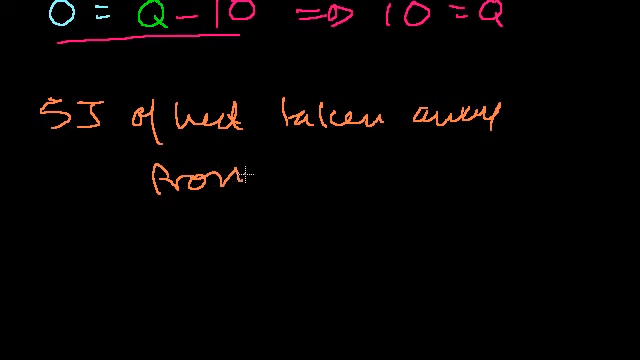 0 = Q - 10 ⇒ 10 = Q
5J of heat taken away
from